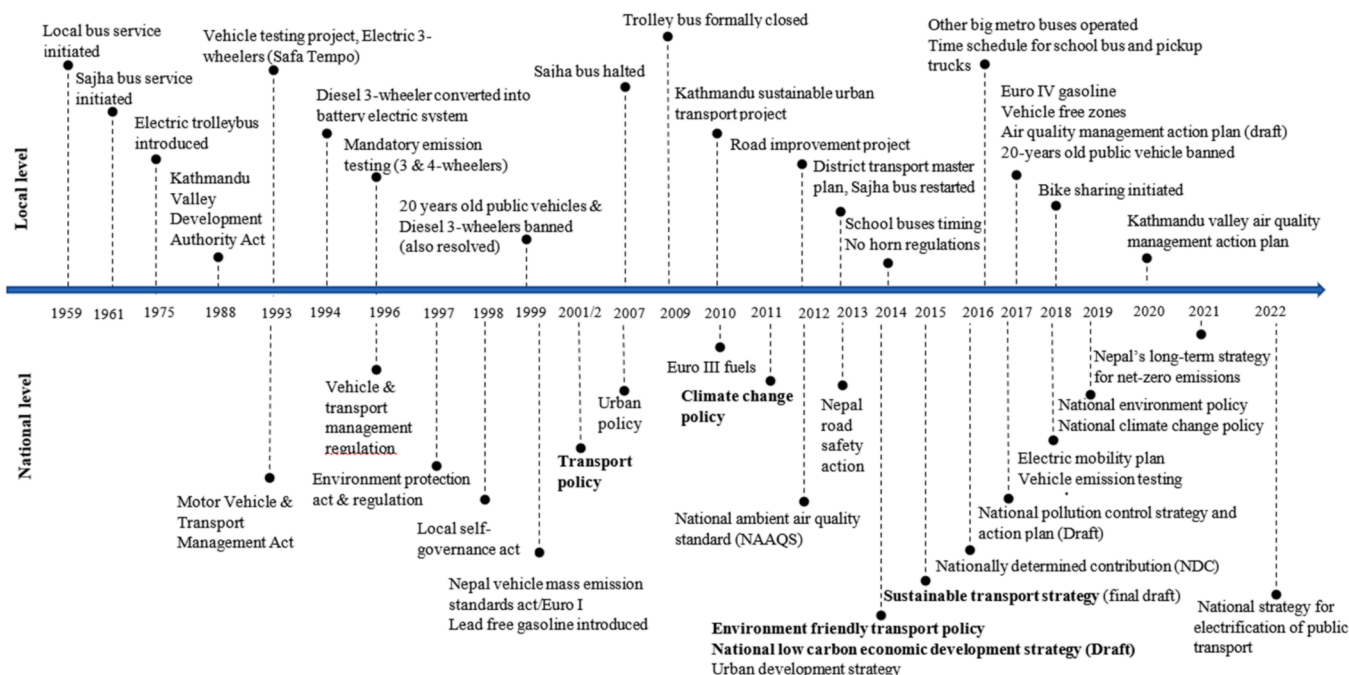 Local level
Local bus service
initiated
Sajha bus service
initiated
Electric trolleybus
introduced
Kathmandu
Valley
Development
Authority Act
Vehicle testing project, Electric 3-
wheelers (Safa Tempo)
Diesel 3-wheeler converted into
battery electric system
Mandatory emission
testing (3 & 4-wheelers)
20 years old public vehicles &
Diesel 3-wheelers banned
(also resolved)
Sajha bus halted
Trolley bus formally closed
Kathmandu sustainable urban
transport project
Road improvement project
District transport master
plan, Sajha bus restarted
School buses timing
No horn regulations
Other big metro buses operated
Time schedule for school bus and pickup
trucks
Euro IV gasoline
Vehicle free zones
Air quality management action plan (draft)
20-years old public vehicle banned
Bike sharing initiated
Kathmandu valley air quality
management action plan
1959 1961 1975 1988 1993 1994 1996 1997 1998 1999 2001/2 2007 2009 2010 2011 2012 2013 2014 2015 2016 2017 2018 2019 2020 2021 2022
National level
Motor Vehicle &
Transport
Management Act
Vehicle &
transport
management
regulation
Environment protection
act & regulation
Local self-
governance act
Nepal vehicle mass emission
standards act/Euro I
Lead free gasoline introduced
Transport
policy
Urban
policy
Euro III fuels
Climate change
policy
National ambient air quality
standard (NAAQS)
Nepal
road
safety
action
Environment friendly transport policy
National low carbon economic development strategy (Draft)
Urban development strategy
Sustainable transport strategy (final draft)
Nationally determined contribution (NDC)
National pollution control strategy and
action plan (Draft)
Electric mobility plan
Vehicle emission testing
National environment policy
National climate change policy
Nepal's long-term strategy
for net-zero emissions
National strategy for
electrification of public
transport